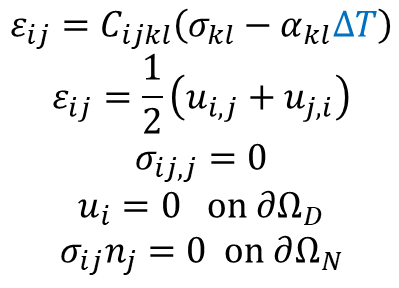 ε_{ij} = C_{ijkl}(σ_{kl} − α_{kl}ΔT)
ε_{ij} = \frac{1}{2}(u_{i,j} + u_{j,i})
σ_{ij,j} = 0
u_i = 0 on ∂Ω_D
σ_{ij}n_j = 0 on ∂Ω_N